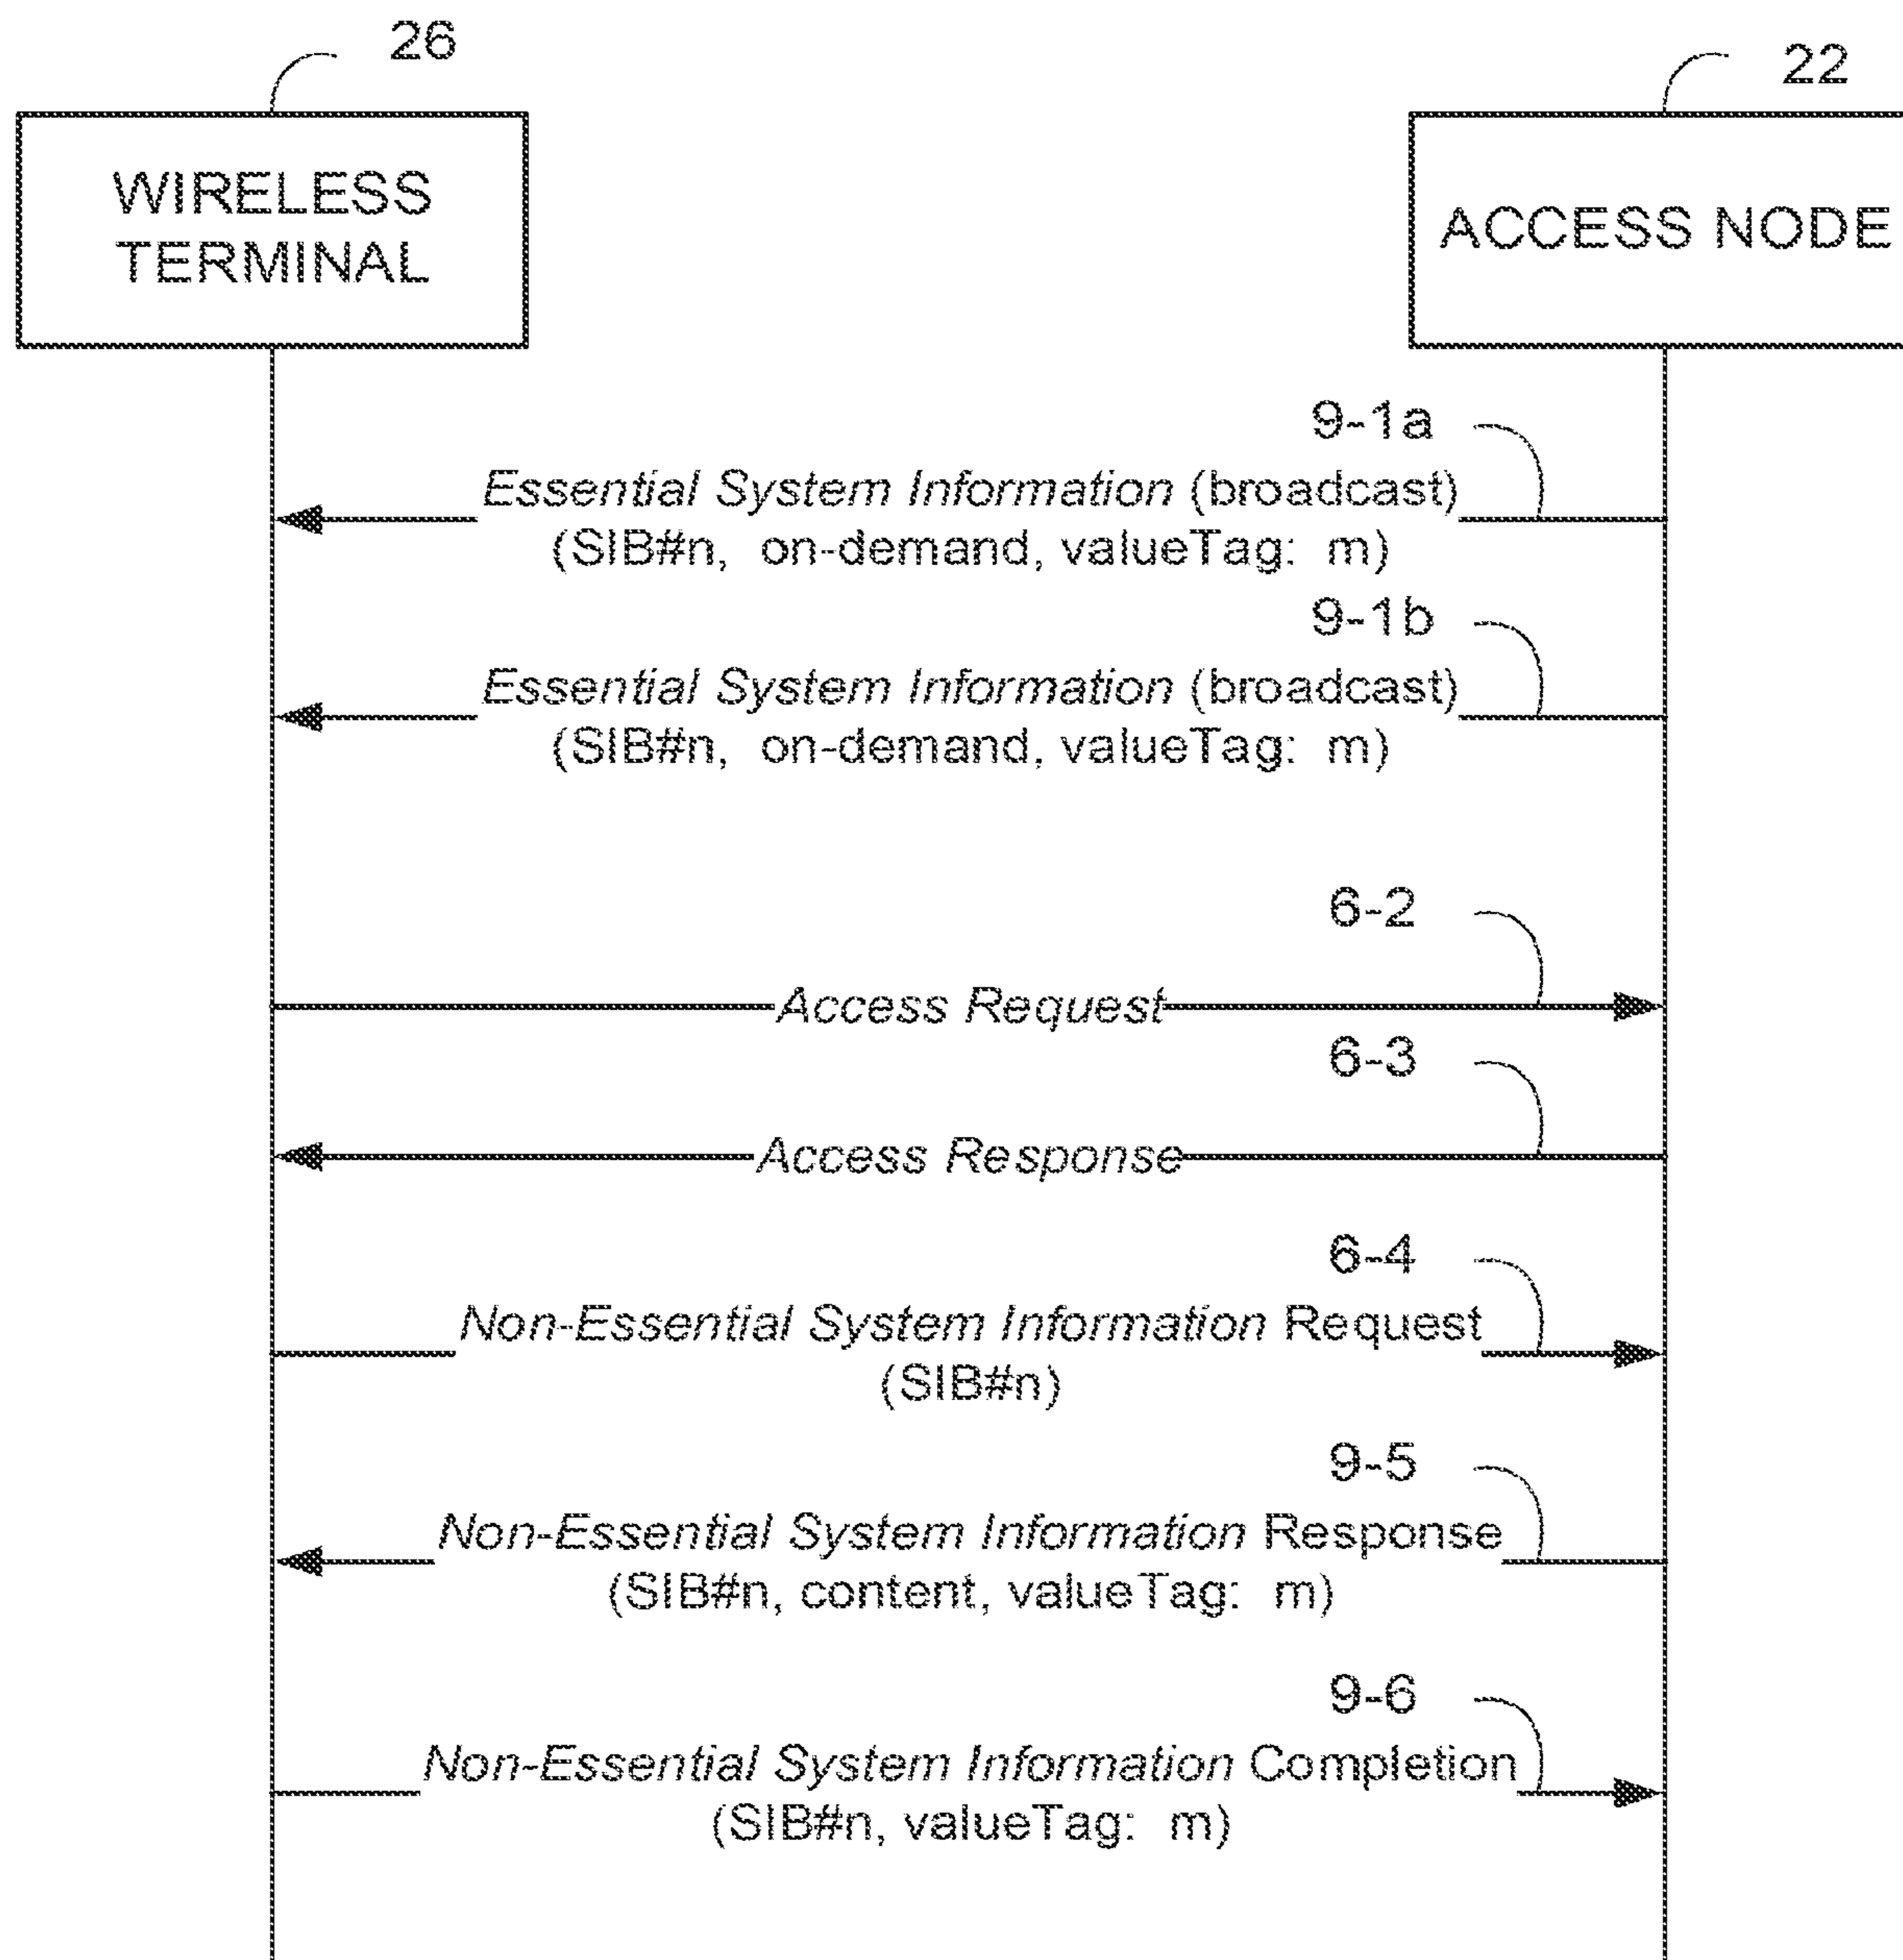 26
22
WIRELESS
TERMINAL
ACCESS NODE
9-1a
Essential System Information (broadcast)
(SIB#n, on-demand, valueTag: m)
9-1b
Essential System Information (broadcast)
(SIB#n, on-demand, valueTag: m)
6-2
Access Request
6-3
Access Response
6-4
Non-Essential System Information Request
(SIB#n)
9-5
Non-Essential System Information Response
(SIB#n, content, valueTag: m)
9-6
Non-Essential System Information Completion
(SIB#n, valueTag: m)